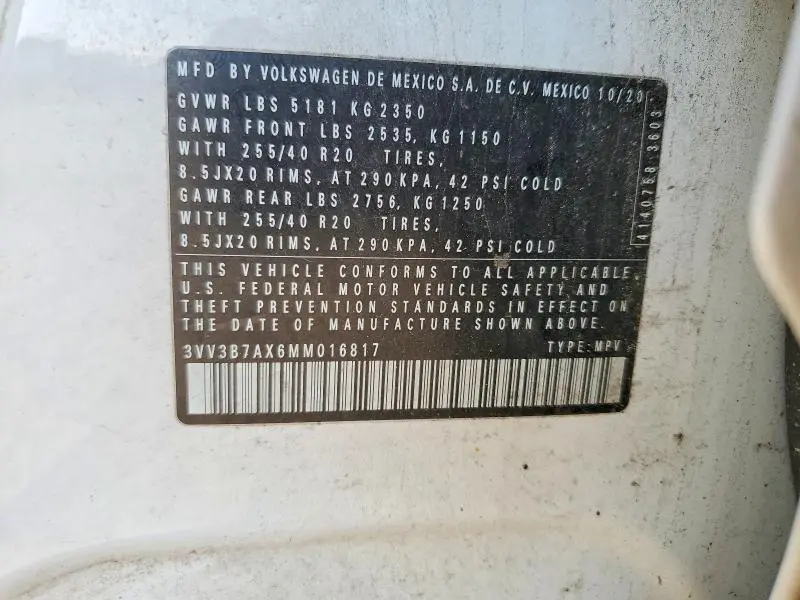 MFD BY VOLKSWAGEN DE MEXICO S.A. DE C.V. MEXICO 10/20
GVWR LBS 5181 KG 2350
GAWR FRONT LBS 2535, KG 1150
WITH 255/40 R20 TIRES,
8.5JX20 RIMS, AT 290 KPA, 42 PSI COLD
GAWR REAR LBS 2756, KG 1250
WITH 255/40 R20 TIRES,
8.5JX20 RIMS, AT 290 KPA, 42 PSI COLD
4140768 3603
THIS VEHICLE CONFORMS TO ALL APPLICABLE
U.S. FEDERAL MOTOR VEHICLE SAFETY AND
THEFT PREVENTION STANDARDS IN EFFECT ON
THE DATE OF MANUFACTURE SHOWN ABOVE.
3VV3B7AX6MM016817 TYPE:MPV